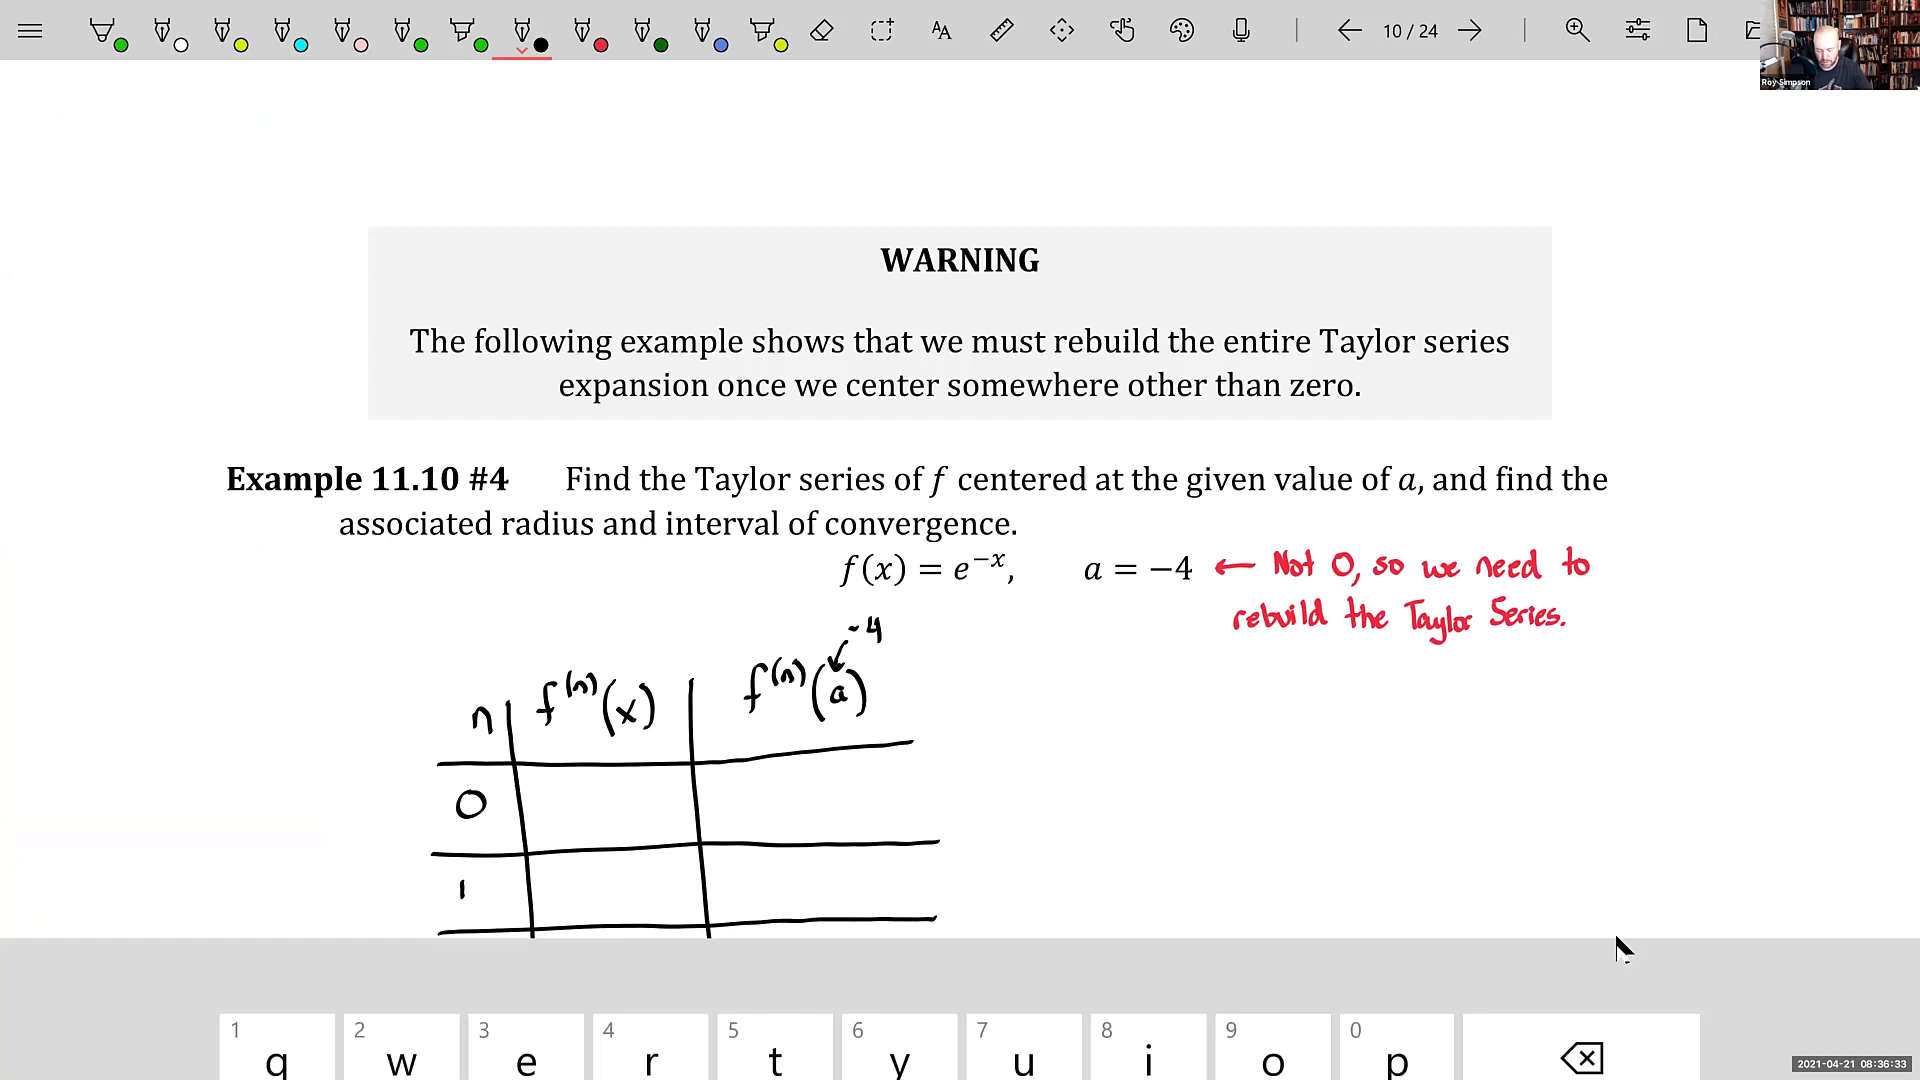 10 / 24
Roy Simpson
WARNING
The following example shows that we must rebuild the entire Taylor series
expansion once we center somewhere other than zero.
Example 11.10 #4 Find the Taylor series of f centered at the given value of a, and find the
associated radius and interval of convergence.
f(x) = e⁻ˣ, a = −4 ← Not 0, so we need to
rebuild the Taylor Series.
-4
n f⁽ⁿ⁾(x) f⁽ⁿ⁾(a)
0
1
1 2 3 4 5 6 7 8 9 0
q w e r t y u i o p
2021-04-21 08:36:33